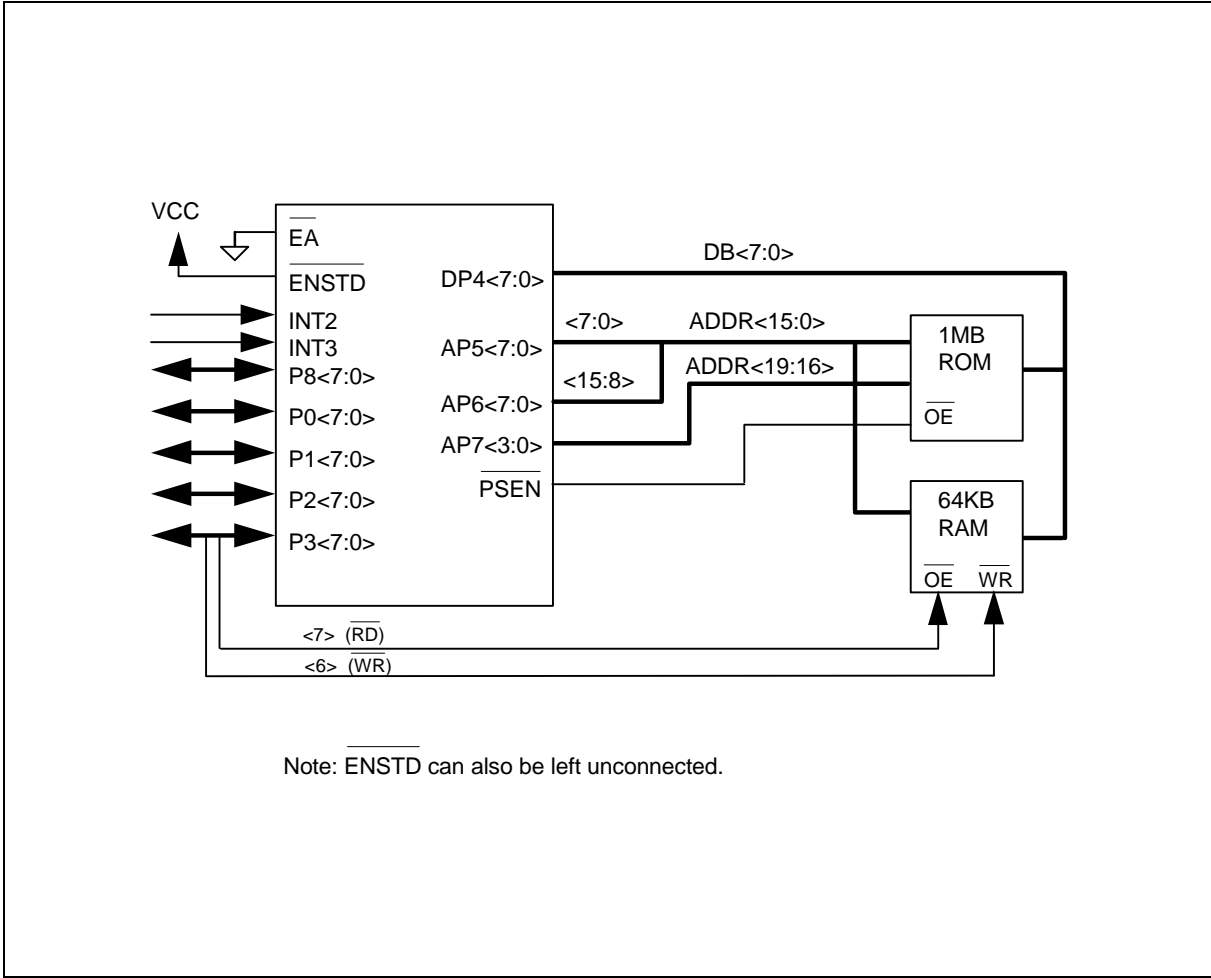 VCC
EA
ENSTD
INT2
INT3
P8<7:0>
P0<7:0>
P1<7:0>
P2<7:0>
P3<7:0>
DP4<7:0>
AP5<7:0>
AP6<7:0>
AP7<3:0>
PSEN
DB<7:0>
<7:0>
ADDR<15:0>
<15:8>
ADDR<19:16>
1MB
ROM
OE
64KB
RAM
OE WR
<7> (RD)
<6> (WR)
Note: ENSTD can also be left unconnected.